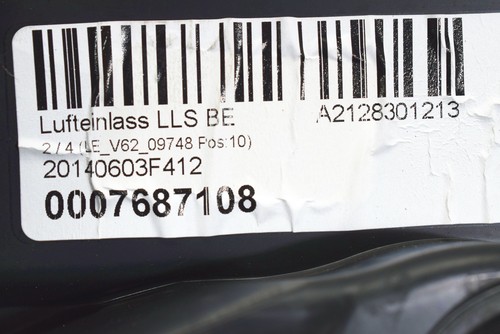 Lufteinlass LLS BE A2128301213
2 / 4 (LE_V62_09748 Pos:10)
20140603F412
0007687108